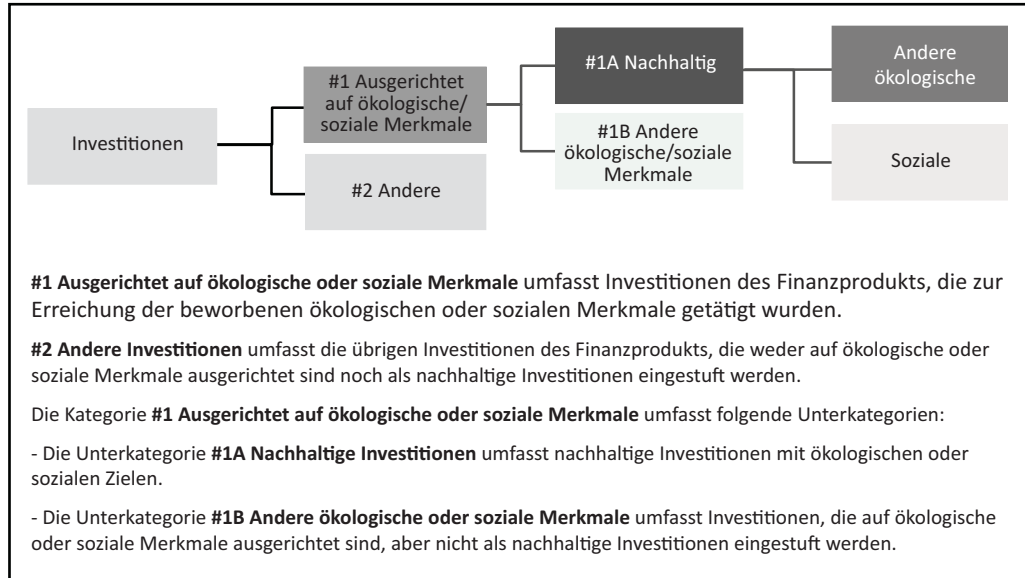 Investitionen
#1 Ausgerichtet
auf ökologische/
soziale Merkmale
#2 Andere
#1A Nachhaltig
#1B Andere
ökologische/soziale
Merkmale
Andere
ökologische
Soziale
#1 Ausgerichtet auf ökologische oder soziale Merkmale umfasst Investitionen des Finanzprodukts, die zur
Erreichung der beworbenen ökologischen oder sozialen Merkmale getätigt wurden.
#2 Andere Investitionen umfasst die übrigen Investitionen des Finanzprodukts, die weder auf ökologische oder
soziale Merkmale ausgerichtet sind noch als nachhaltige Investitionen eingestuft werden.
Die Kategorie #1 Ausgerichtet auf ökologische oder soziale Merkmale umfasst folgende Unterkategorien:
- Die Unterkategorie #1A Nachhaltige Investitionen umfasst nachhaltige Investitionen mit ökologischen oder
sozialen Zielen.
- Die Unterkategorie #1B Andere ökologische oder soziale Merkmale umfasst Investitionen, die auf ökologische
oder soziale Merkmale ausgerichtet sind, aber nicht als nachhaltige Investitionen eingestuft werden.